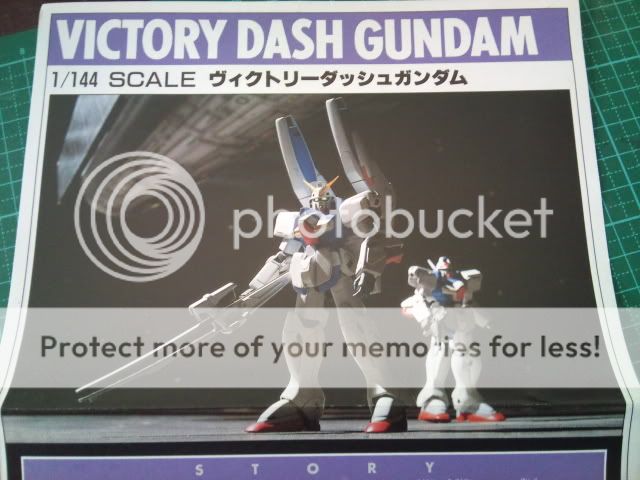 VICTORY DASH GUNDAM
1/144 SCALE ヴィクトリーダッシュガンダム
photobucket
Protect more of your memories for less!
STORY